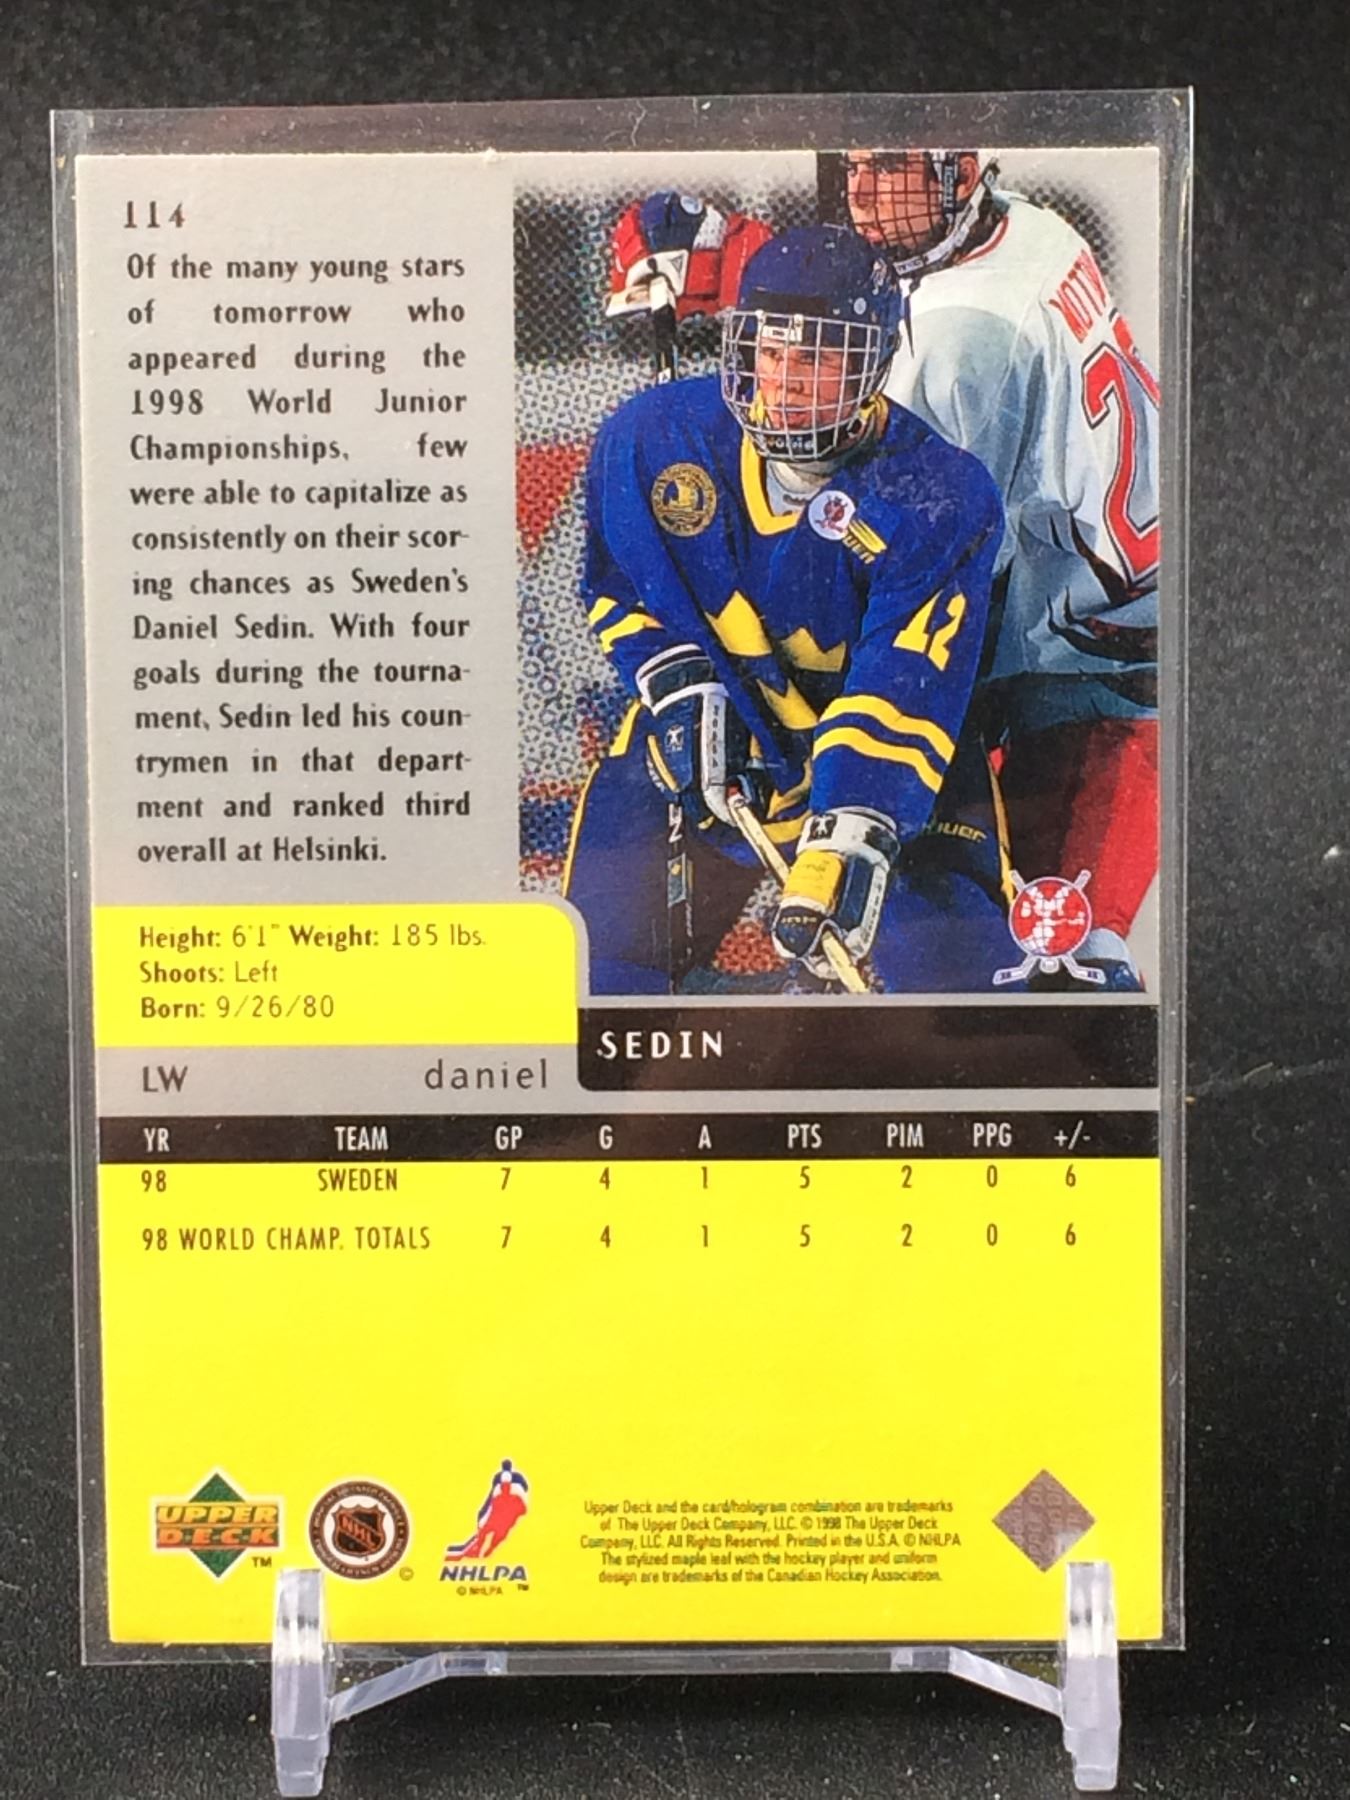 114
Of the many young stars
of tomorrow who
appeared during the
1998 World Junior
Championships, few
were able to capitalize as
consistently on their scor-
ing chances as Sweden's
Daniel Sedin. With four
goals during the tourna-
ment, Sedin led his coun-
trymen in that depart-
ment and ranked third
overall at Helsinki.
12
Height: 6'1" Weight: 185 lbs.
Shoots: Left
Born: 9/26/80
SEDIN
LW daniel
YR TEAM GP G A PTS PIM PPG +/-
98 SWEDEN 7 4 1 5 2 0 6
98 WORLD CHAMP. TOTALS 7 4 1 5 2 0 6
UPPER
DECK
TM
NHL
©
NHLPA
TM
© NHLPA
Upper Deck and the card/hologram combination are trademarks
of The Upper Deck Company, LLC. © 1998 The Upper Deck
Company, LLC. All Rights Reserved. Printed in the U.S.A. © NHLPA
The stylized maple leaf with the hockey player and uniform
design are trademarks of the Canadian Hockey Association.